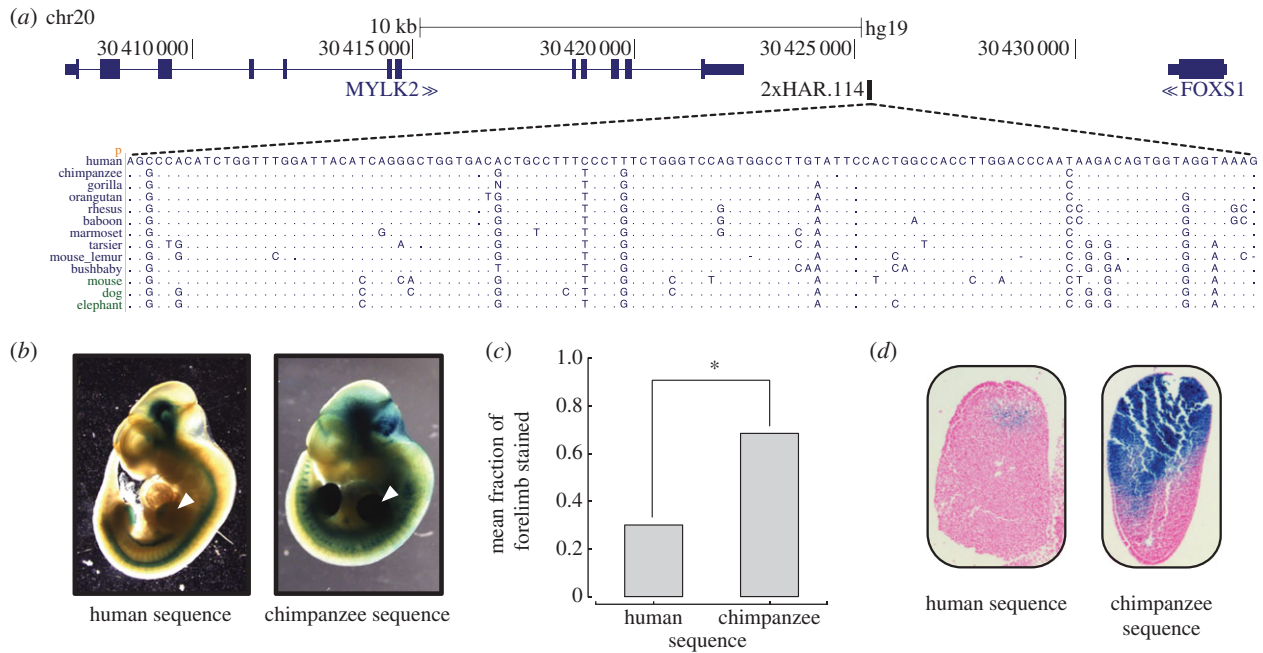 (a) chr20
10 kb hg19
30 410 000 30 415 000 30 420 000 30 425 000 30 430 000
MYLK2 >> 2xHAR.114 << FOXS1
p
human AGCCCACATCTGGTTTGGATTACATCAGGGCTGGTGACACTGCCTTTCCCTTTCTGGGTCCAGTGGCCTTGTATTCCACTGGCCACCTTGGACCCAATAAGACAGTGGTAGGTAAAG
chimpanzee G G T G C
gorilla G N T G A C
orangutan G T G T G A C G
rhesus G G T G G A C C G G C
baboon G G T G G A C G G C
marmoset G G G T T G G C C G
tarsier G T G A G T G C A T C G G G A
mouse_lemur G G C G T G - A C - C G G G A C -
bushbaby G T T G C A A C A C G G A G
mouse G C C A G T G C T A T C A C T G G A
dog G G C C G C T G C A C G G G A
elephant G G C G T G A C C G G G A
(b)
human sequence
chimpanzee sequence
(c)
mean fraction of
forelimb stained
1.0
0.8
0.6
0.4
0.2
0
*
human chimpanzee
sequence
(d)
human sequence
chimpanzee
sequence